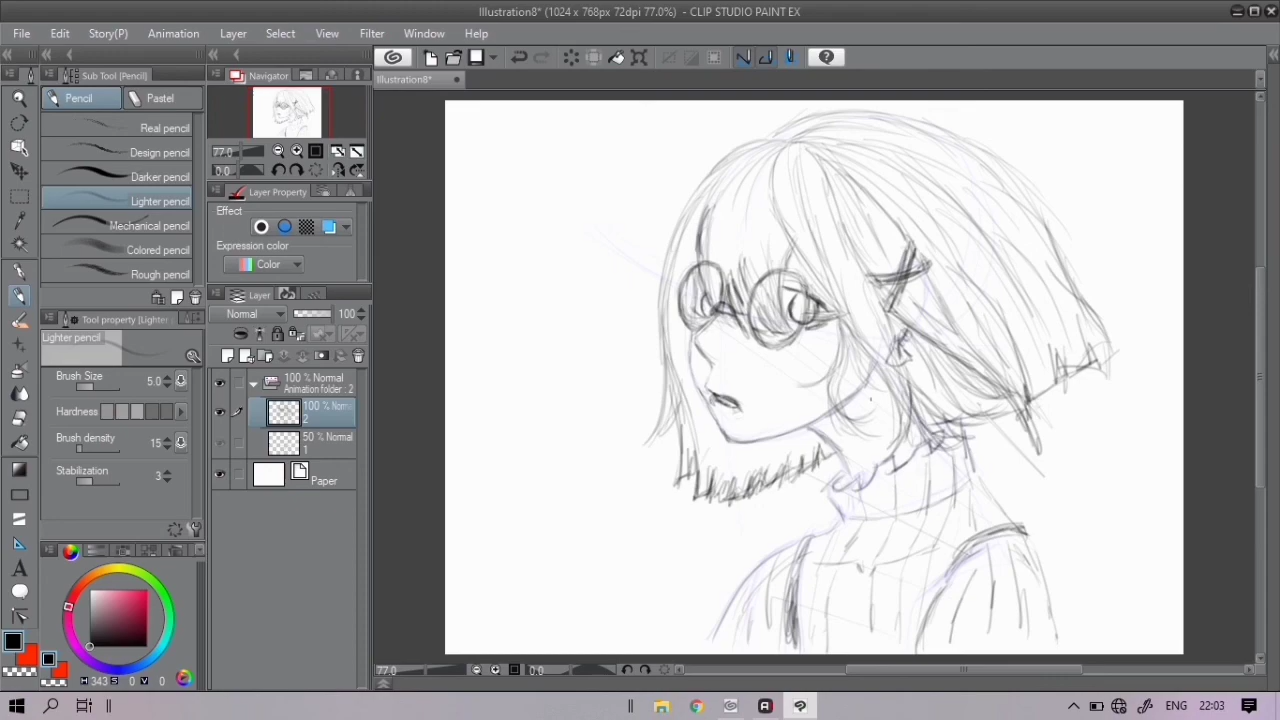 Illustration8* (1024 x 768px 72dpi 77.0%) - CLIP STUDIO PAINT EX
File Edit Story(P) Animation Layer Select View Filter Window Help
Sub Tool [Pencil]
Navigator
Illustration8*
Pencil Pastel
Real pencil
Design pencil
Darker pencil
Lighter pencil
Mechanical pencil
Colored pencil
Rough pencil
77.0
0.0
Layer Property
Effect
Expression color
Color
Layer
Normal 100
Tool property [Lighter
Lighter pencil
Brush Size 5.0
Hardness
Brush density 15
Stabilization 3
100 % Normal
Animation folder : 2
100 % Norm
2
50 % Normal
1
Paper
H 343 S 0 V 0
77.0 0.0
ENG 22:03